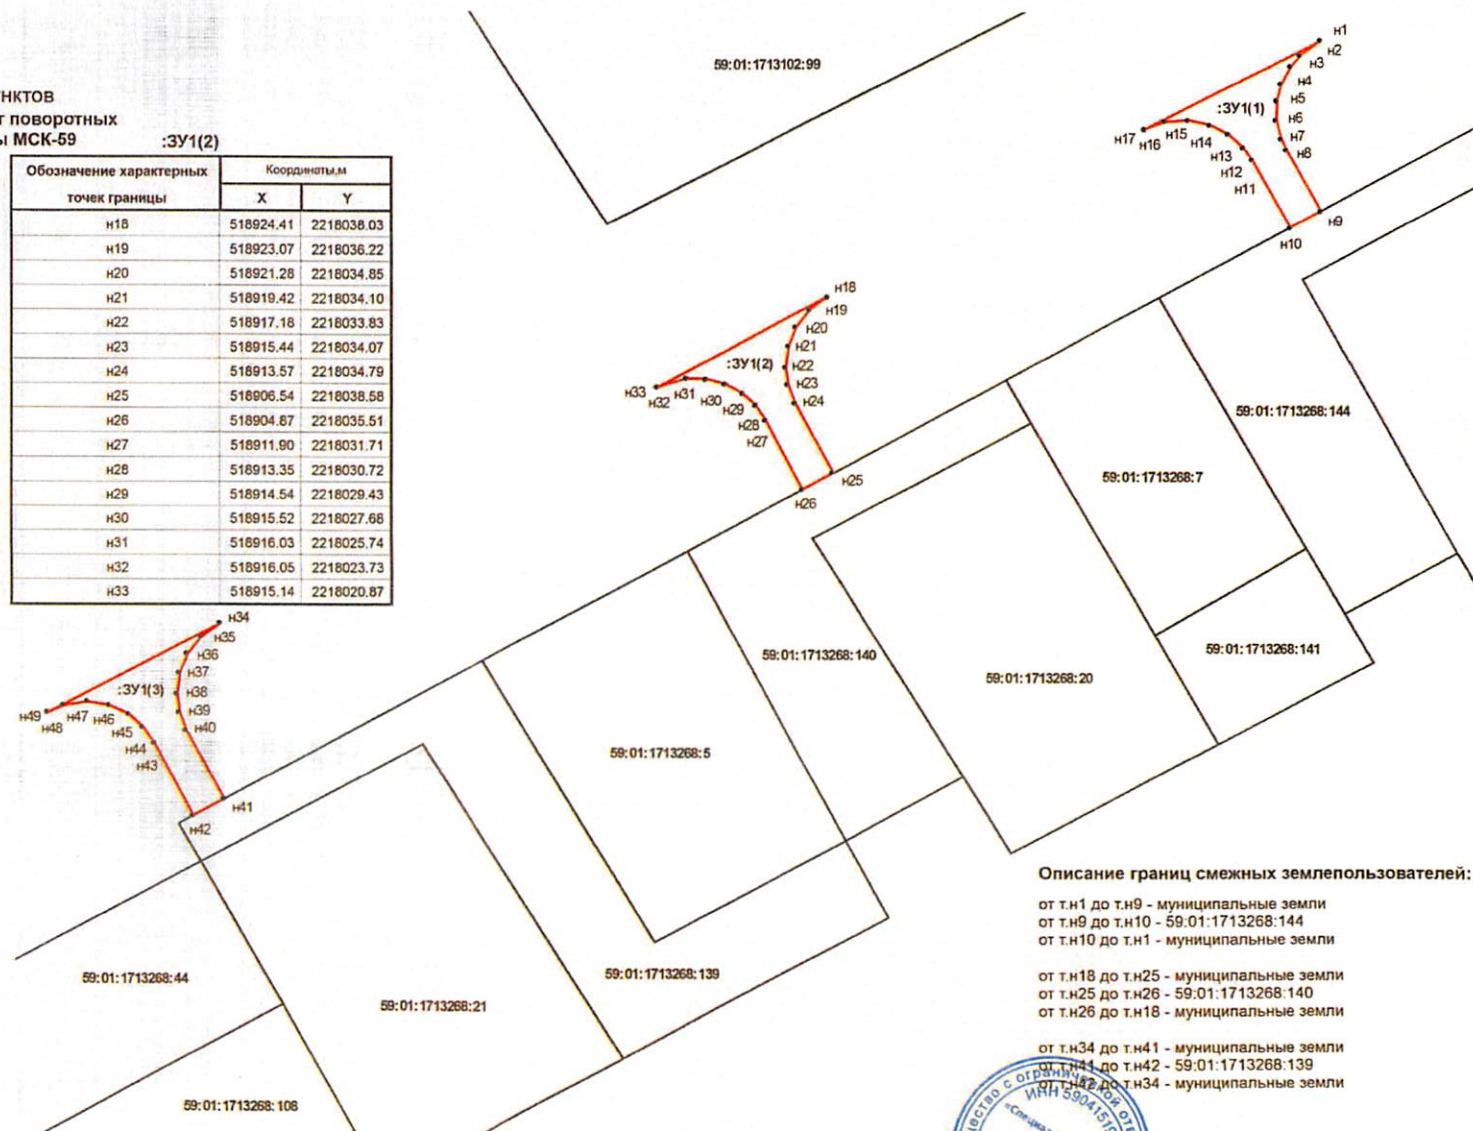 59:01:1713102:99
н1
н2
н3
н4
:ЗУ1(1)
н5
н6
н7
н8
н17
н16
н15
н14
н13
н12
н11
н9
н10
поворотных
МСК-59
:ЗУ1(2)
Обозначение характерных точек границы
Координаты,м
X
Y
н18 518924.41 2218038.03
н19 518923.07 2218036.22
н20 518921.28 2218034.85
н21 518919.42 2218034.10
н22 518917.18 2218033.83
н23 518915.44 2218034.07
н24 518913.57 2218034.79
н25 518906.54 2218038.58
н26 518904.87 2218035.51
н27 518911.90 2218031.71
н28 518913.35 2218030.72
н29 518914.54 2218029.43
н30 518915.52 2218027.68
н31 518916.03 2218025.74
н32 518916.05 2218023.73
н33 518915.14 2218020.87
н18
н19
н20
н21
:ЗУ1(2)
н22
н23
н24
н33
н32
н31
н30
н29
н28
н27
н25
н26
59:01:1713268:144
59:01:1713268:7
59:01:1713268:141
59:01:1713268:140
59:01:1713268:20
н34
н35
н36
н37
:ЗУ1(3)
н38
н39
н40
н49
н48
н47
н46
н45
н44
н43
н41
н42
59:01:1713268:5
59:01:1713268:44
59:01:1713268:21
59:01:1713268:139
59:01:1713268:108
Описание границ смежных землепользователей:
от т.н1 до т.н9 - муниципальные земли
от т.н9 до т.н10 - 59:01:1713268:144
от т.н10 до т.н1 - муниципальные земли
от т.н18 до т.н25 - муниципальные земли
от т.н25 до т.н26 - 59:01:1713268:140
от т.н26 до т.н18 - муниципальные земли
от т.н34 до т.н41 - муниципальные земли
от т.н41 до т.н42 - 59:01:1713268:139
от т.н42 до т.н34 - муниципальные земли
ИНН